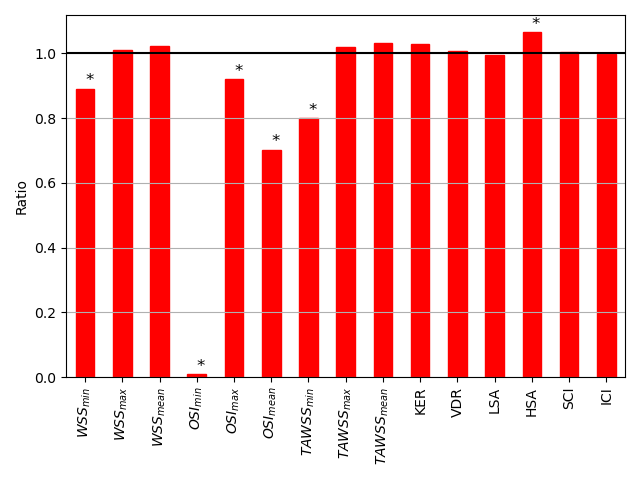 Ratio
1.0
0.8
0.6
0.4
0.2
0.0
*
*
*
*
*
*
WSS_min
WSS_max
WSS_mean
OSI_min
OSI_max
OSI_mean
TAWSS_min
TAWSS_max
TAWSS_mean
KER
VDR
LSA
HSA
SCI
ICI